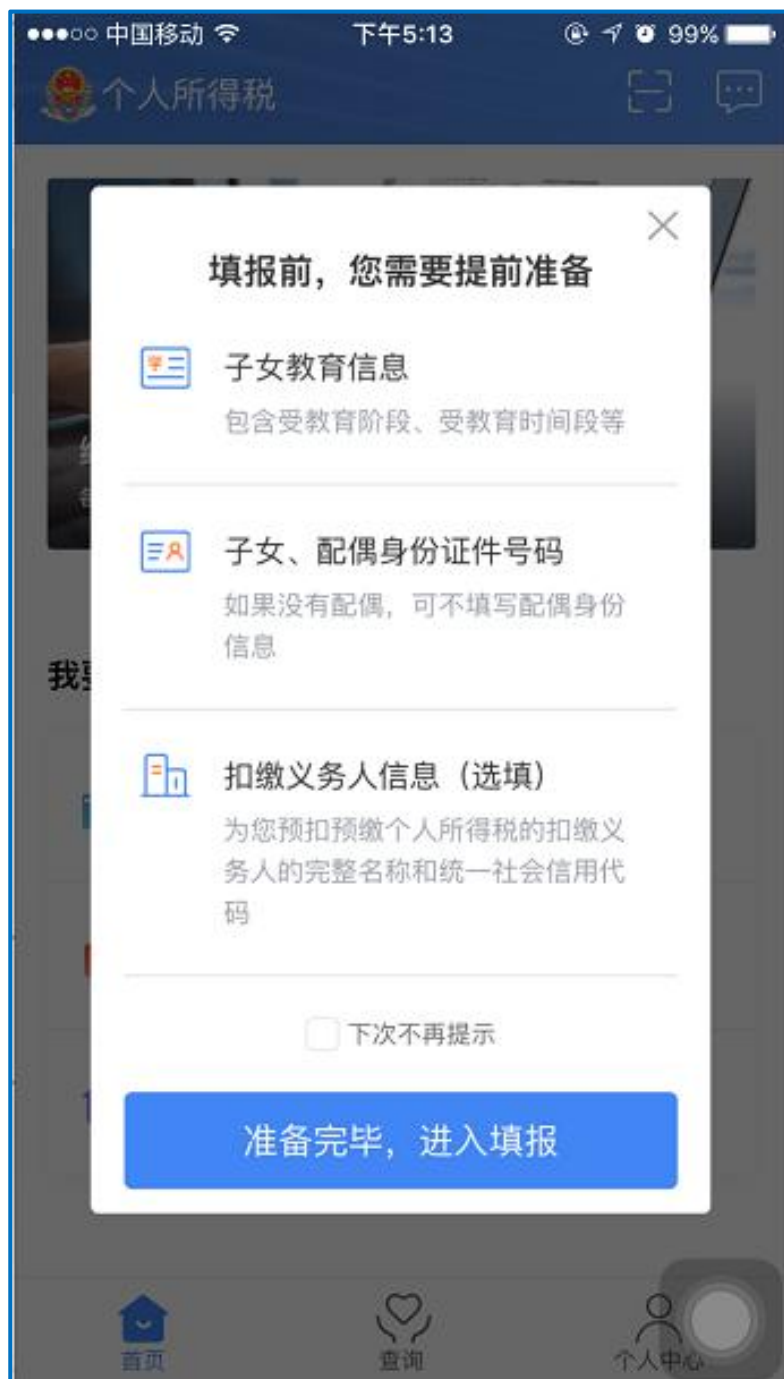 中国移动 下午5:13 99%
个人所得税
填报前，您需要提前准备
子女教育信息
包含受教育阶段、受教育时间段等
子女、配偶身份证件号码
如果没有配偶，可不填写配偶身份
信息
我
扣缴义务人信息（选填）
为您预扣预缴个人所得税的扣缴义
务人的完整名称和统一社会信用代
码
下次不再提示
准备完毕，进入填报
首页 查询 个人中心